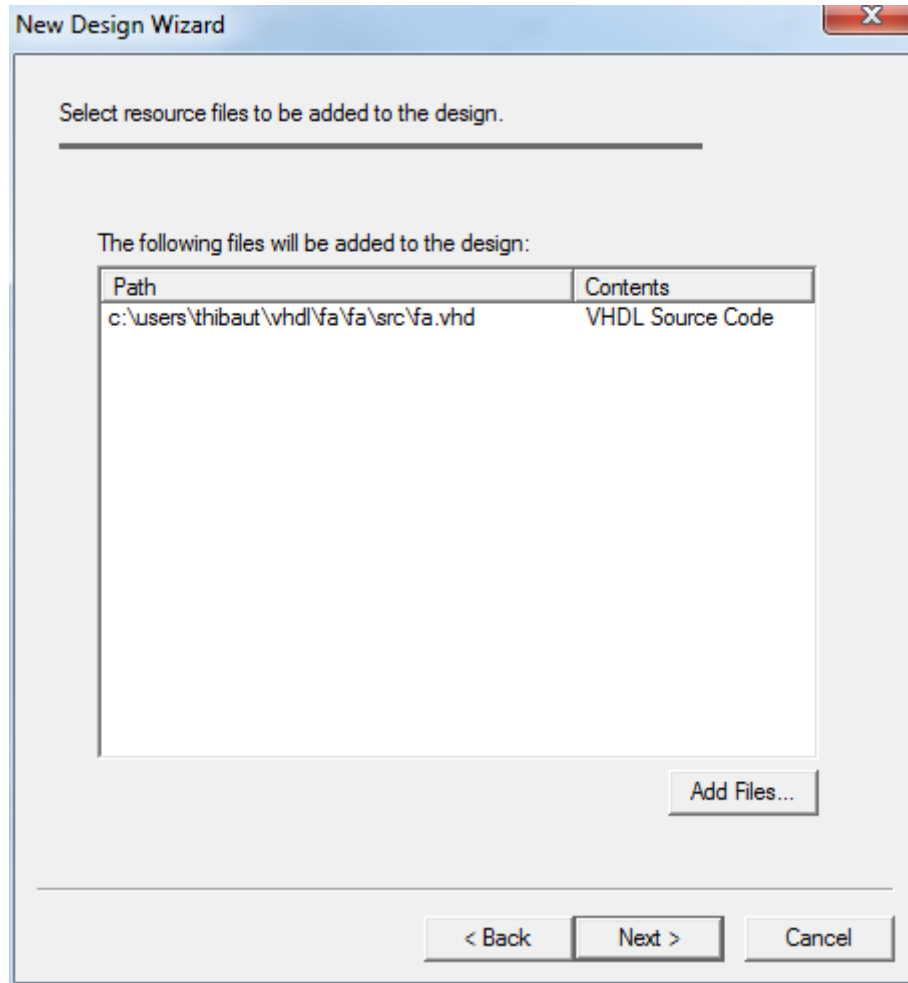 New Design Wizard
x
Select resource files to be added to the design.
The following files will be added to the design:
Path Contents
c:\users\thibaut\vhdl\fa\fa\src\fa.vhd VHDL Source Code
Add Files...
< Back Next > Cancel